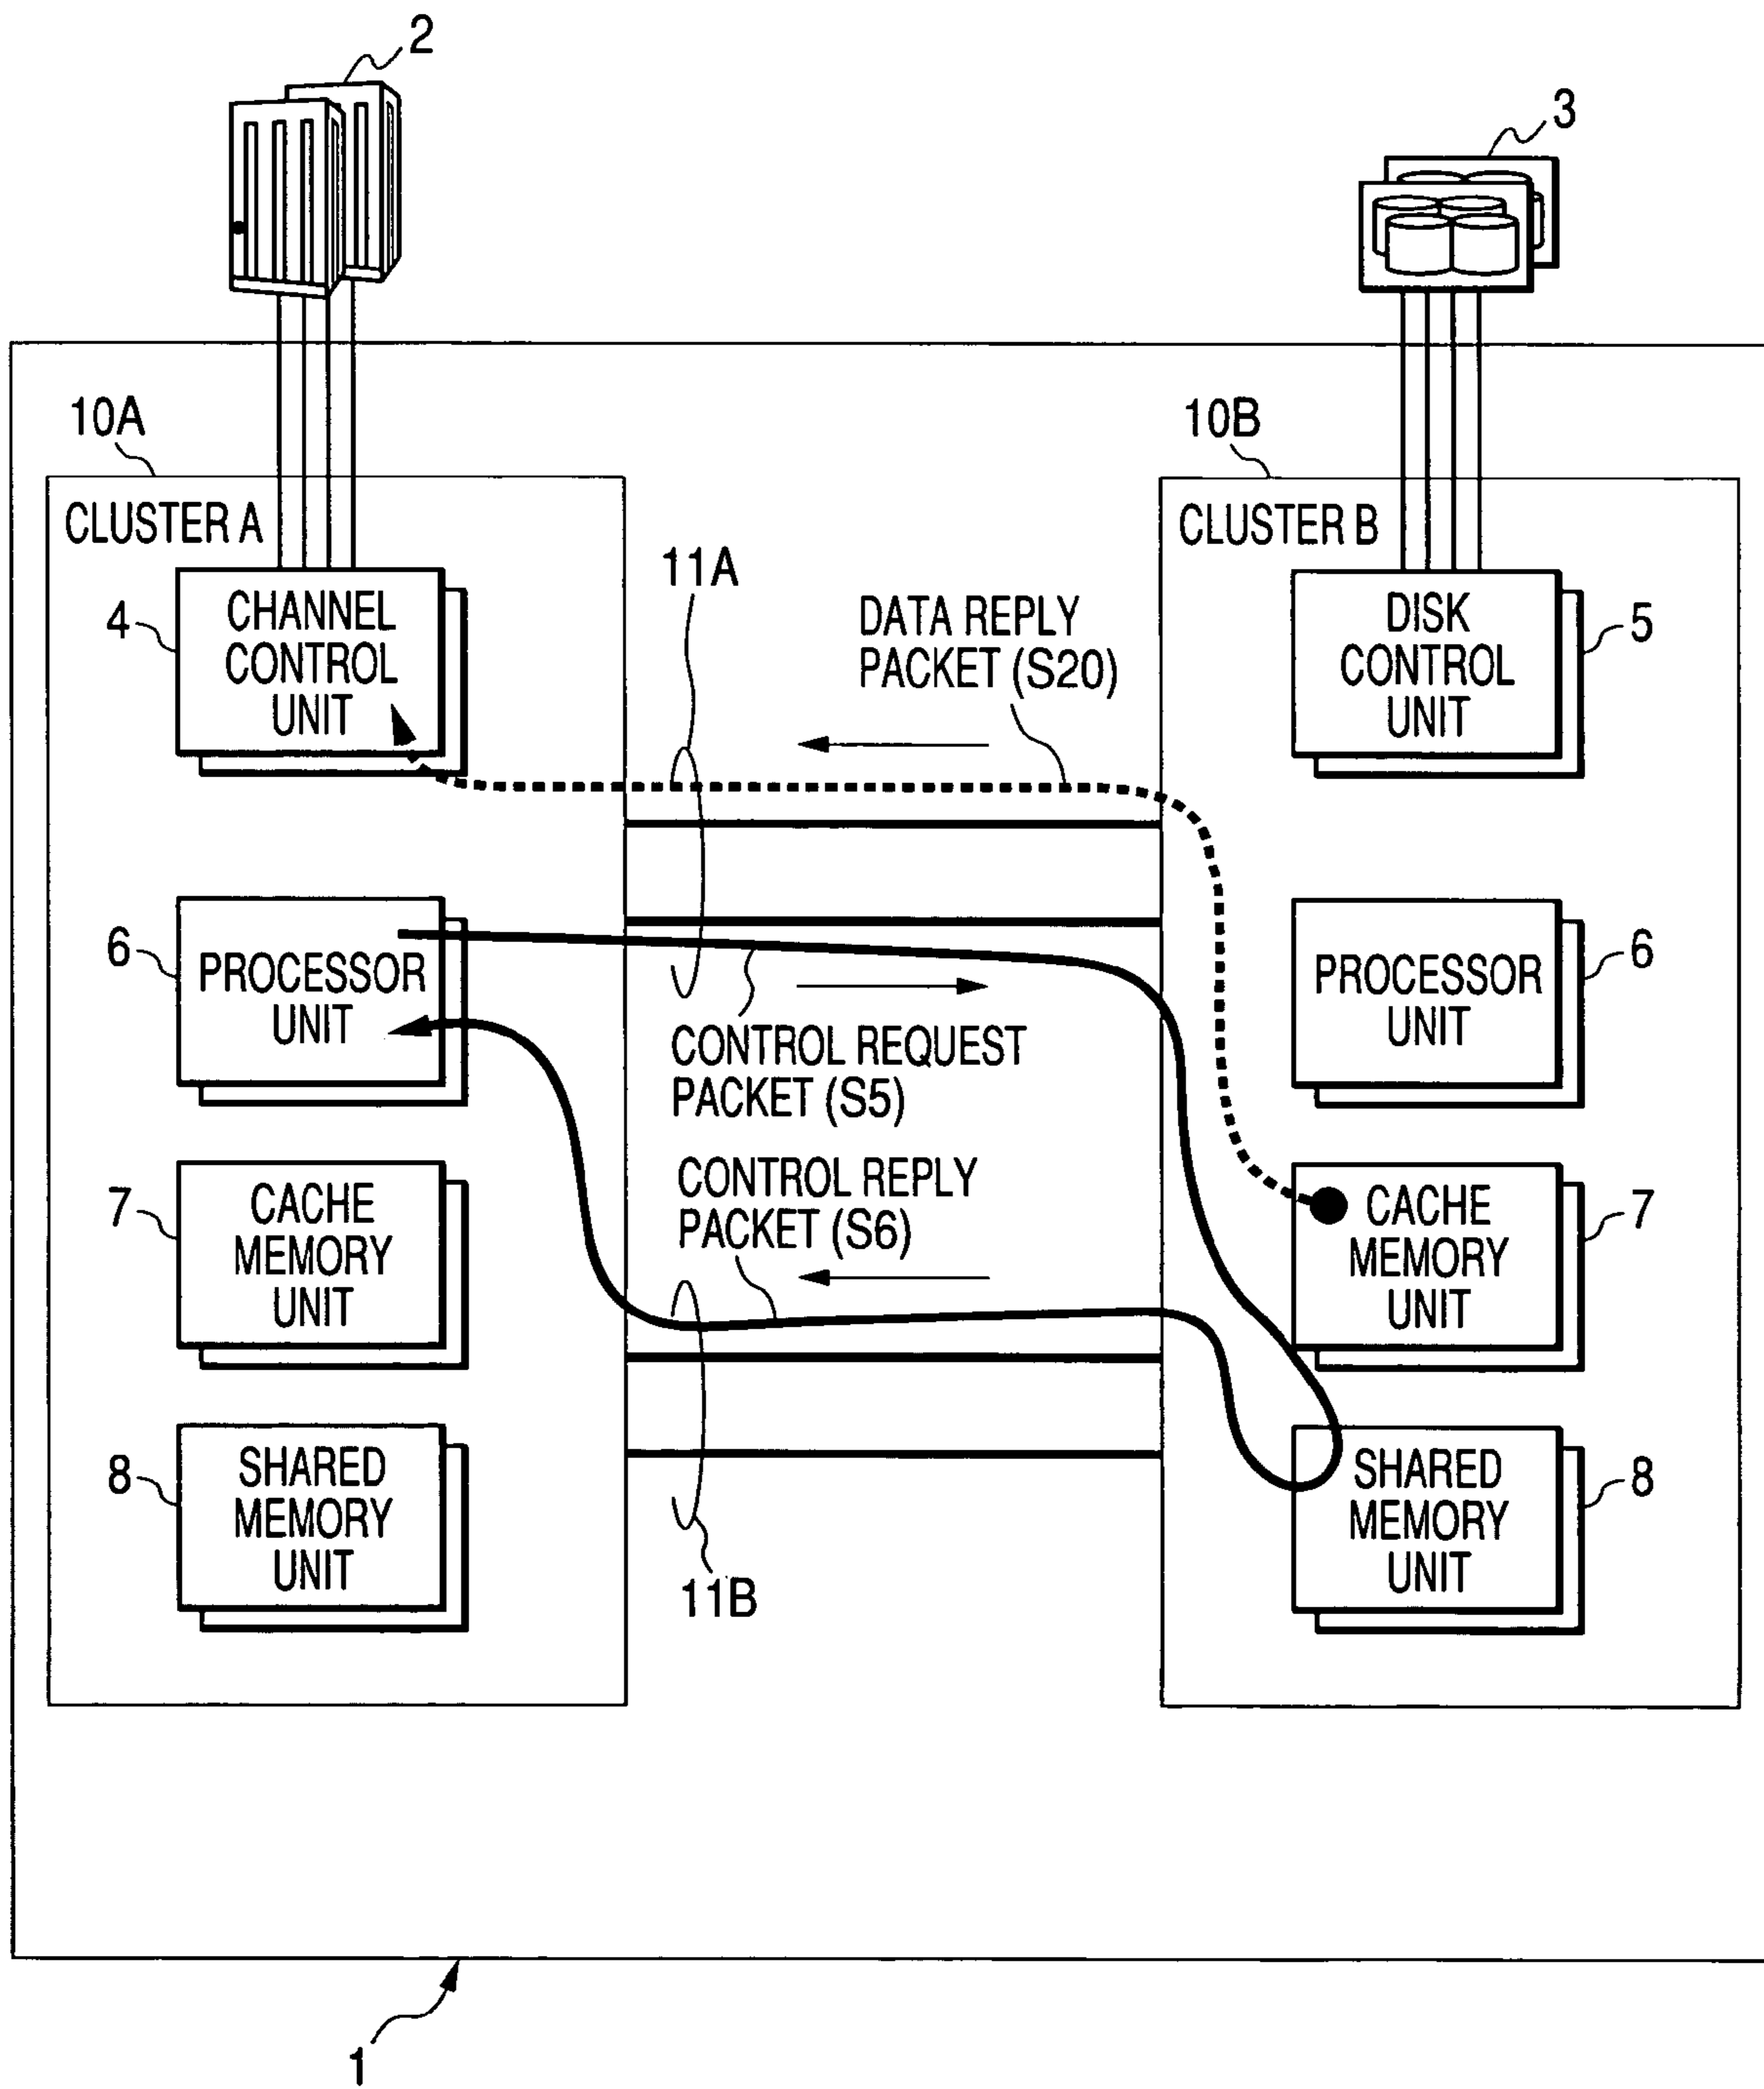 2
3
10A
10B
CLUSTER A
CLUSTER B
11A
4
CHANNEL
CONTROL
UNIT
DATA REPLY
PACKET (S20)
DISK
CONTROL
UNIT
5
6
PROCESSOR
UNIT
PROCESSOR
UNIT
6
CONTROL REQUEST
PACKET (S5)
CONTROL REPLY
PACKET (S6)
7
CACHE
MEMORY
UNIT
CACHE
MEMORY
UNIT
7
8
SHARED
MEMORY
UNIT
SHARED
MEMORY
UNIT
8
11B
1